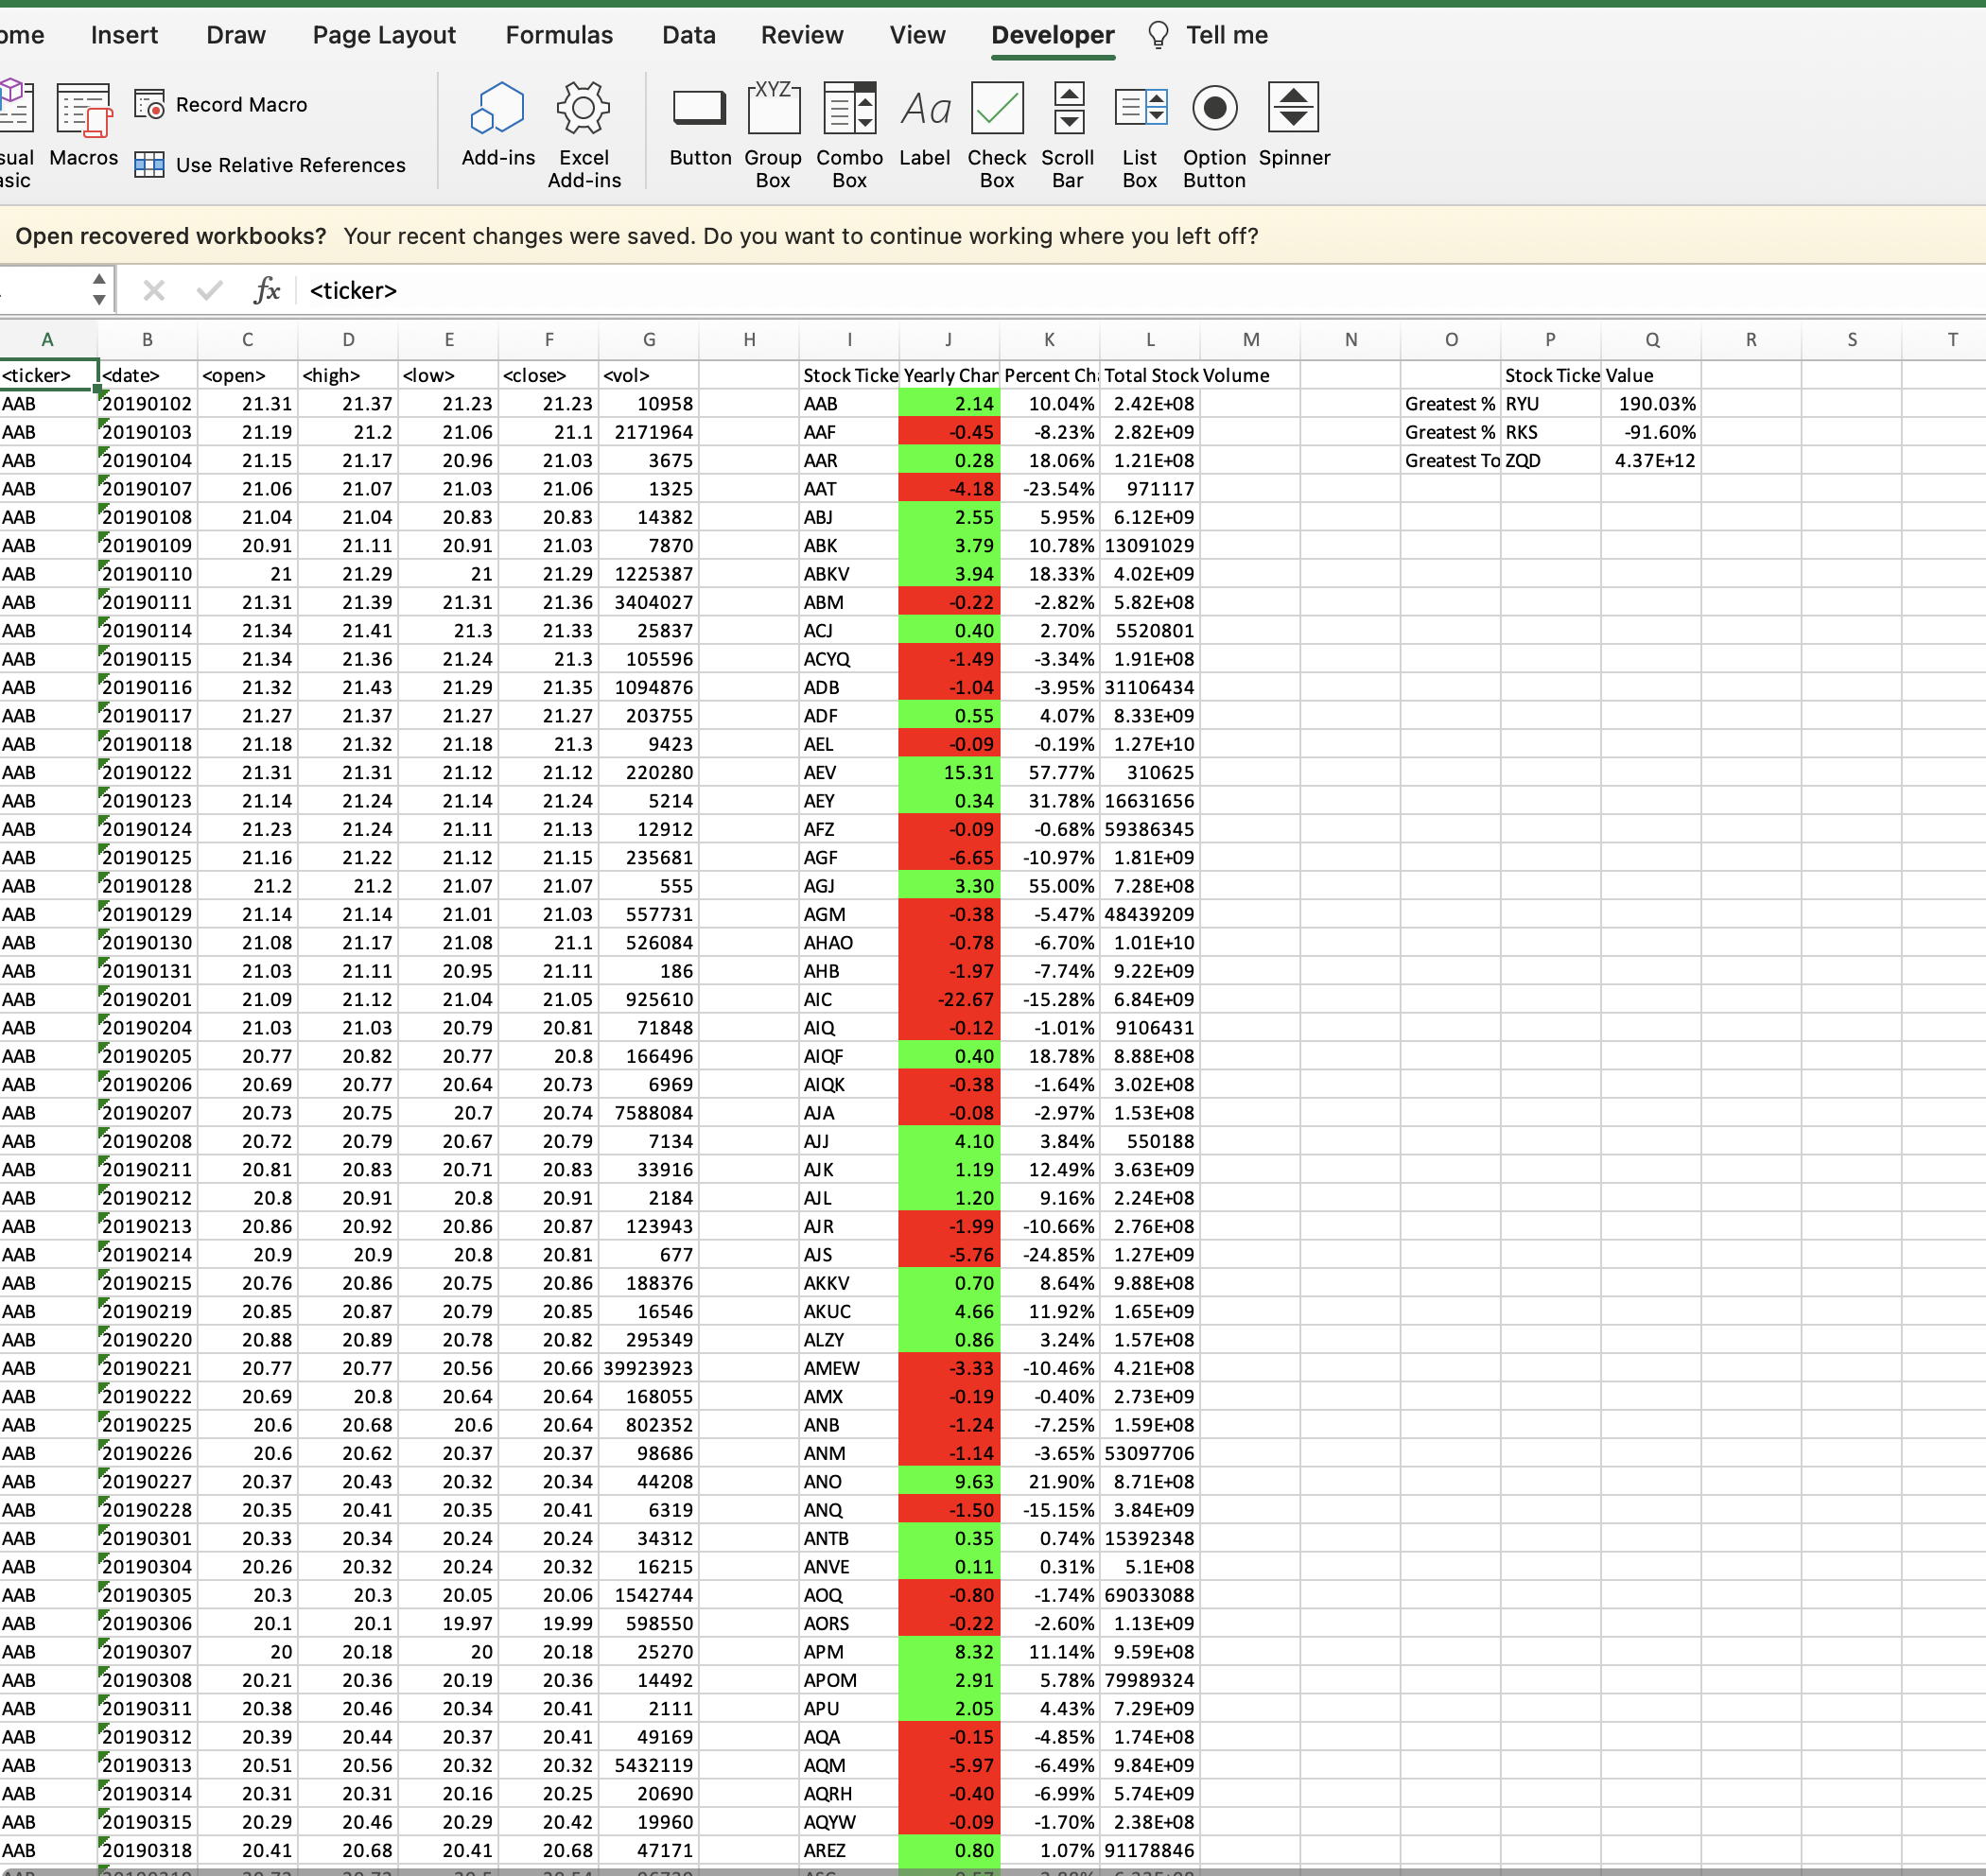 ome Insert Draw Page Layout Formulas Data Review View Developer Tell me
sual asic Macros Record Macro Use Relative References Add-ins Excel Add-ins Button Group Box Combo Box Label Check Box Scroll Bar List Box Option Button Spinner
XYZ Aa
Open recovered workbooks? Your recent changes were saved. Do you want to continue working where you left off?
fx <ticker>
A B C D E F G H I J K L M N O P Q R S T
<ticker> <date> <open> <high> <low> <close> <vol> Stock Ticke Yearly Chan Percent Cha Total Stock Volume Stock Ticke Value
AAB 20190102 21.31 21.37 21.23 21.23 10958 AAB 2.14 10.04% 2.42E+08 Greatest % RYU 190.03%
AAB 20190103 21.19 21.2 21.06 21.1 2171964 AAF -0.45 -8.23% 2.82E+09 Greatest % RKS -91.60%
AAB 20190104 21.15 21.17 20.96 21.03 3675 AAR 0.28 18.06% 1.21E+08 Greatest To ZQD 4.37E+12
AAB 20190107 21.06 21.07 21.03 21.06 1325 AAT -4.18 -23.54% 971117
AAB 20190108 21.04 21.04 20.83 20.83 14382 ABJ 2.55 5.95% 6.12E+09
AAB 20190109 20.91 21.11 20.91 21.03 7870 ABK 3.79 10.78% 13091029
AAB 20190110 21 21.29 21 21.29 1225387 ABKV 3.94 18.33% 4.02E+09
AAB 20190111 21.31 21.39 21.31 21.36 3404027 ABM -0.22 -2.82% 5.82E+08
AAB 20190114 21.34 21.41 21.3 21.33 25837 ACJ 0.40 2.70% 5520801
AAB 20190115 21.34 21.36 21.24 21.3 105596 ACYQ -1.49 -3.34% 1.91E+08
AAB 20190116 21.32 21.43 21.29 21.35 1094876 ADB -1.04 -3.95% 31106434
AAB 20190117 21.27 21.37 21.27 21.27 203755 ADF 0.55 4.07% 8.33E+09
AAB 20190118 21.18 21.32 21.18 21.3 9423 AEL -0.09 -0.19% 1.27E+10
AAB 20190122 21.31 21.31 21.12 21.12 220280 AEV 15.31 57.77% 310625
AAB 20190123 21.14 21.24 21.14 21.24 5214 AEY 0.34 31.78% 16631656
AAB 20190124 21.23 21.24 21.11 21.13 12912 AFZ -0.09 -0.68% 59386345
AAB 20190125 21.16 21.22 21.12 21.15 235681 AGF -6.65 -10.97% 1.81E+09
AAB 20190128 21.2 21.2 21.07 21.07 555 AGJ 3.30 55.00% 7.28E+08
AAB 20190129 21.14 21.14 21.01 21.03 557731 AGM -0.38 -5.47% 48439209
AAB 20190130 21.08 21.17 21.08 21.1 526084 AHAO -0.78 -6.70% 1.01E+10
AAB 20190131 21.03 21.11 20.95 21.11 186 AHB -1.97 -7.74% 9.22E+09
AAB 20190201 21.09 21.12 21.04 21.05 925610 AIC -22.67 -15.28% 6.84E+09
AAB 20190204 21.03 21.03 20.79 20.81 71848 AIQ -0.12 -1.01% 9106431
AAB 20190205 20.77 20.82 20.77 20.8 166496 AIQF 0.40 18.78% 8.88E+08
AAB 20190206 20.69 20.77 20.64 20.73 6969 AIQK -0.38 -1.64% 3.02E+08
AAB 20190207 20.73 20.75 20.7 20.74 7588084 AJA -0.08 -2.97% 1.53E+08
AAB 20190208 20.72 20.79 20.67 20.79 7134 AJJ 4.10 3.84% 550188
AAB 20190211 20.81 20.83 20.71 20.83 33916 AJK 1.19 12.49% 3.63E+09
AAB 20190212 20.8 20.91 20.8 20.91 2184 AJL 1.20 9.16% 2.24E+08
AAB 20190213 20.86 20.92 20.86 20.87 123943 AJR -1.99 -10.66% 2.76E+08
AAB 20190214 20.9 20.9 20.8 20.81 677 AJS -5.76 -24.85% 1.27E+09
AAB 20190215 20.76 20.86 20.75 20.86 188376 AKKV 0.70 8.64% 9.88E+08
AAB 20190219 20.85 20.87 20.79 20.85 16546 AKUC 4.66 11.92% 1.65E+09
AAB 20190220 20.88 20.89 20.78 20.82 295349 ALZY 0.86 3.24% 1.57E+08
AAB 20190221 20.77 20.77 20.56 20.66 39923923 AMEW -3.33 -10.46% 4.21E+08
AAB 20190222 20.69 20.8 20.64 20.64 168055 AMX -0.19 -0.40% 2.73E+09
AAB 20190225 20.6 20.68 20.6 20.64 802352 ANB -1.24 -7.25% 1.59E+08
AAB 20190226 20.6 20.62 20.37 20.37 98686 ANM -1.14 -3.65% 53097706
AAB 20190227 20.37 20.43 20.32 20.34 44208 ANO 9.63 21.90% 8.71E+08
AAB 20190228 20.35 20.41 20.35 20.41 6319 ANQ -1.50 -15.15% 3.84E+09
AAB 20190301 20.33 20.34 20.24 20.24 34312 ANTB 0.35 0.74% 15392348
AAB 20190304 20.26 20.32 20.24 20.32 16215 ANVE 0.11 0.31% 5.1E+08
AAB 20190305 20.3 20.3 20.05 20.06 1542744 AOQ -0.80 -1.74% 69033088
AAB 20190306 20.1 20.1 19.97 19.99 598550 AORS -0.22 -2.60% 1.13E+09
AAB 20190307 20 20.18 20 20.18 25270 APM 8.32 11.14% 9.59E+08
AAB 20190308 20.21 20.36 20.19 20.36 14492 APOM 2.91 5.78% 79989324
AAB 20190311 20.38 20.46 20.34 20.41 2111 APU 2.05 4.43% 7.29E+09
AAB 20190312 20.39 20.44 20.37 20.41 49169 AQA -0.15 -4.85% 1.74E+08
AAB 20190313 20.51 20.56 20.32 20.32 5432119 AQM -5.97 -6.49% 9.84E+09
AAB 20190314 20.31 20.31 20.16 20.25 20690 AQRH -0.40 -6.99% 5.74E+09
AAB 20190315 20.29 20.46 20.29 20.42 19960 AQYW -0.09 -1.70% 2.38E+08
AAB 20190318 20.41 20.68 20.41 20.68 47171 AREZ 0.80 1.07% 91178846